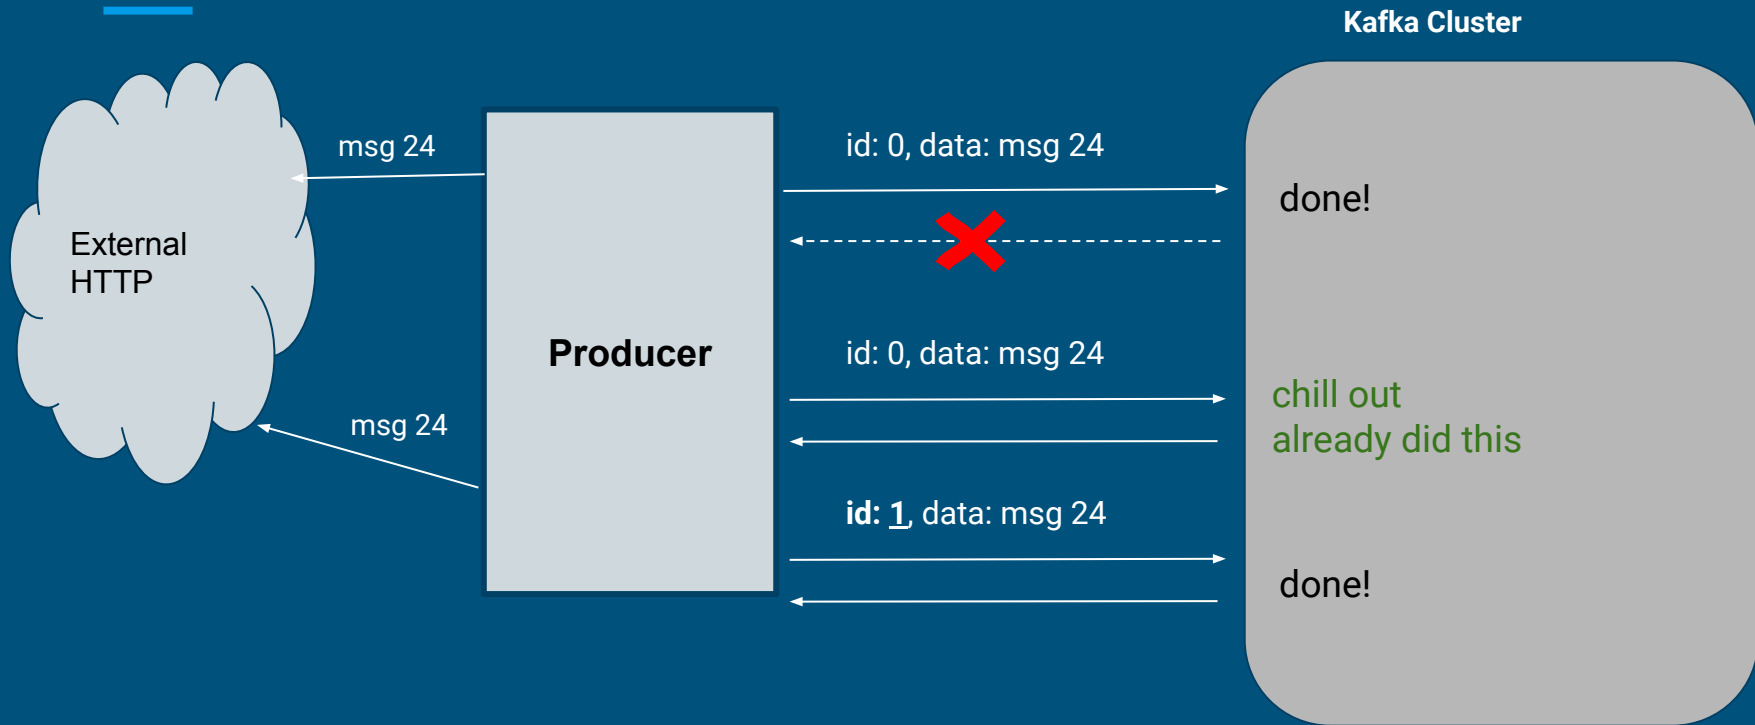 Kafka Cluster
msg 24
id: 0, data: msg 24
done!
External
HTTP
Producer
id: 0, data: msg 24
chill out
already did this
msg 24
id: 1, data: msg 24
done!